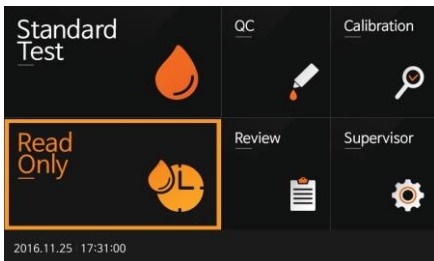 Standard
Test
QC
Calibration
Read
Only
Review
Supervisor
2016.11.25 17:31:00